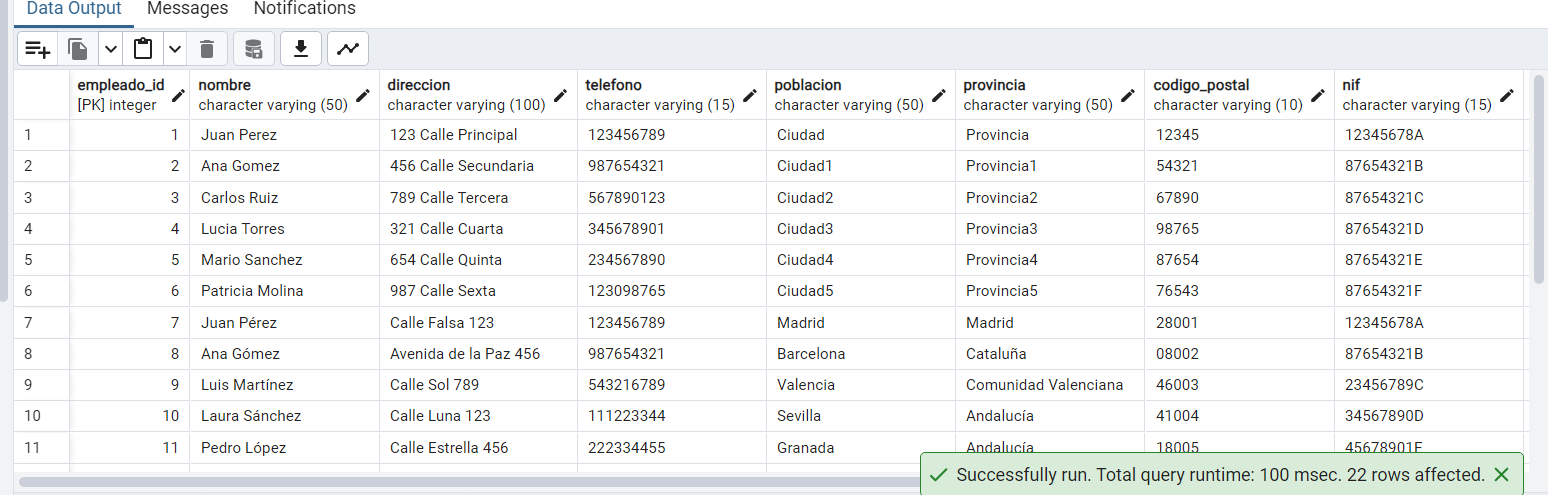 Data Output Messages Notifications
empleado_id nombre direccion telefono poblacion provincia codigo_postal nif
[PK] integer character varying (50) character varying (100) character varying (15) character varying (50) character varying (50) character varying (10) character varying (15)
1 1 Juan Perez 123 Calle Principal 123456789 Ciudad Provincia 12345 12345678A
2 2 Ana Gomez 456 Calle Secundaria 987654321 Ciudad1 Provincia1 54321 87654321B
3 3 Carlos Ruiz 789 Calle Tercera 567890123 Ciudad2 Provincia2 67890 87654321C
4 4 Lucia Torres 321 Calle Cuarta 345678901 Ciudad3 Provincia3 98765 87654321D
5 5 Mario Sanchez 654 Calle Quinta 234567890 Ciudad4 Provincia4 87654 87654321E
6 6 Patricia Molina 987 Calle Sexta 123098765 Ciudad5 Provincia5 76543 87654321F
7 7 Juan Pérez Calle Falsa 123 123456789 Madrid Madrid 28001 12345678A
8 8 Ana Gómez Avenida de la Paz 456 987654321 Barcelona Cataluña 08002 87654321B
9 9 Luis Martínez Calle Sol 789 543216789 Valencia Comunidad Valenciana 46003 23456789C
10 10 Laura Sánchez Calle Luna 123 111223344 Sevilla Andalucía 41004 34567890D
11 11 Pedro López Calle Estrella 456 222334455 Granada Andalucía 18005
Successfully run. Total query runtime: 100 msec. 22 rows affected.